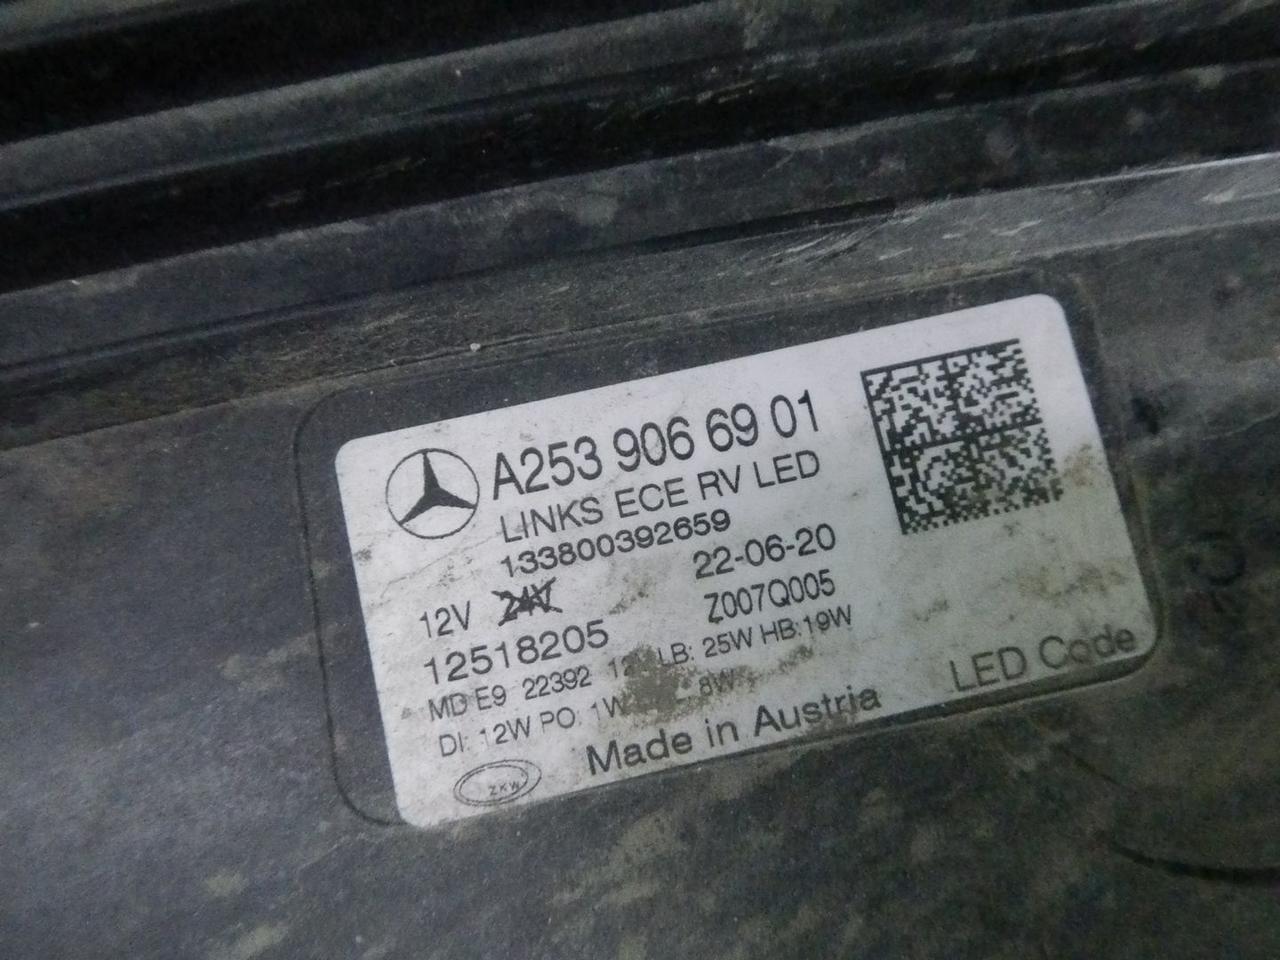 A253 906 69 01
LINKS ECE RV LED
133800392659
12V 24V 22-06-20
12518205 Z007Q005
MD E9 22392 LB: 25W HB:19W
DI: 12W PO: 1W 8W
ZKW Made in Austria LED Code